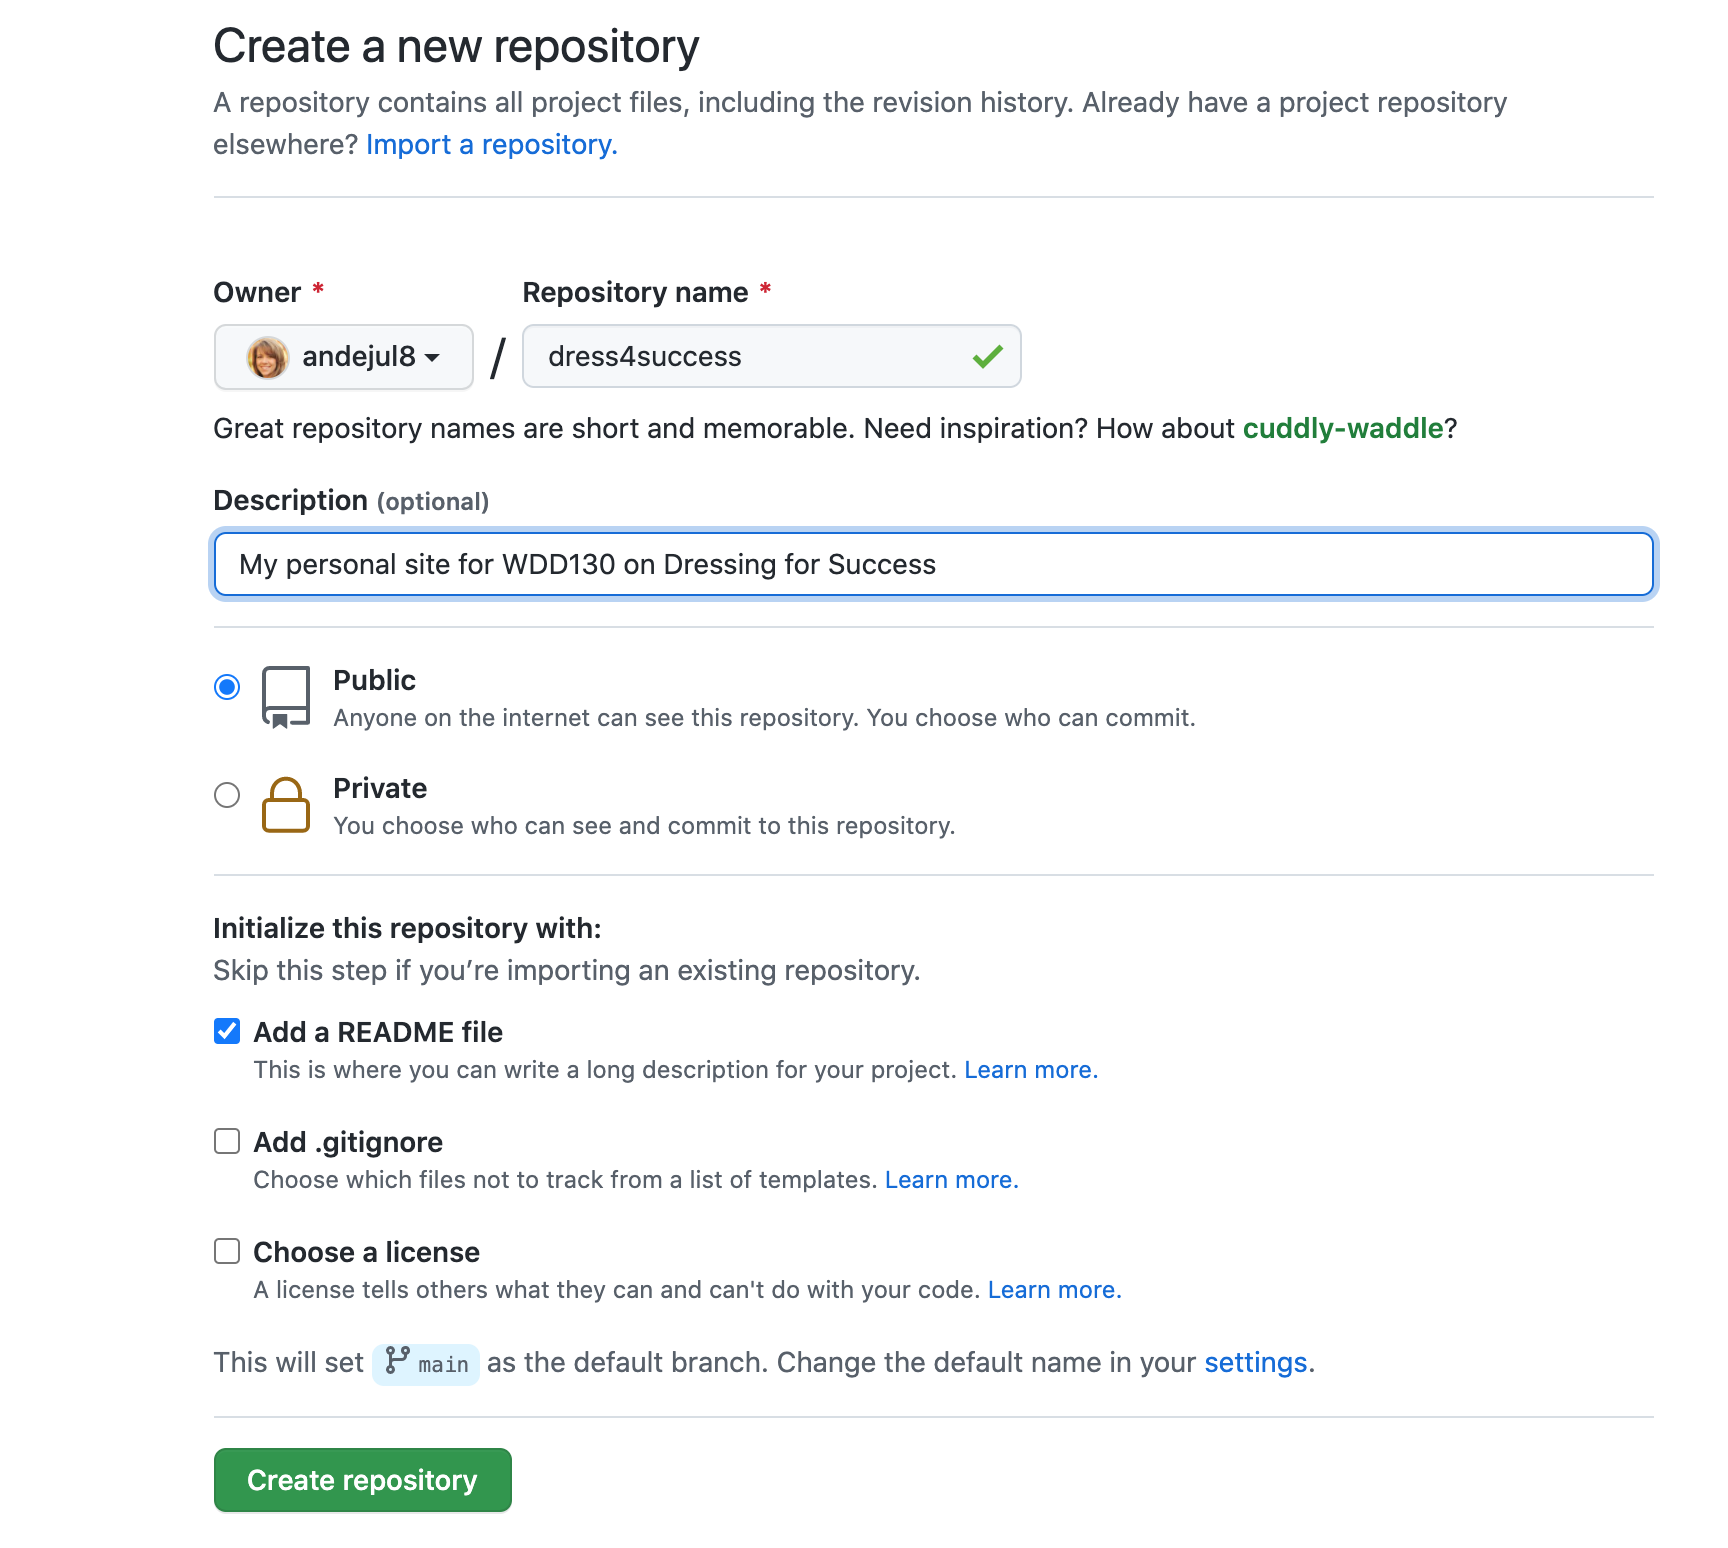 Create a new repository
A repository contains all project files, including the revision history. Already have a project repository
elsewhere? Import a repository.
Owner * Repository name *
andejul8 / dress4success
Great repository names are short and memorable. Need inspiration? How about cuddly-waddle?
Description (optional)
My personal site for WDD130 on Dressing for Success
Public
Anyone on the internet can see this repository. You choose who can commit.
Private
You choose who can see and commit to this repository.
Initialize this repository with:
Skip this step if you’re importing an existing repository.
Add a README file
This is where you can write a long description for your project. Learn more.
Add .gitignore
Choose which files not to track from a list of templates. Learn more.
Choose a license
A license tells others what they can and can't do with your code. Learn more.
This will set main as the default branch. Change the default name in your settings.
Create repository